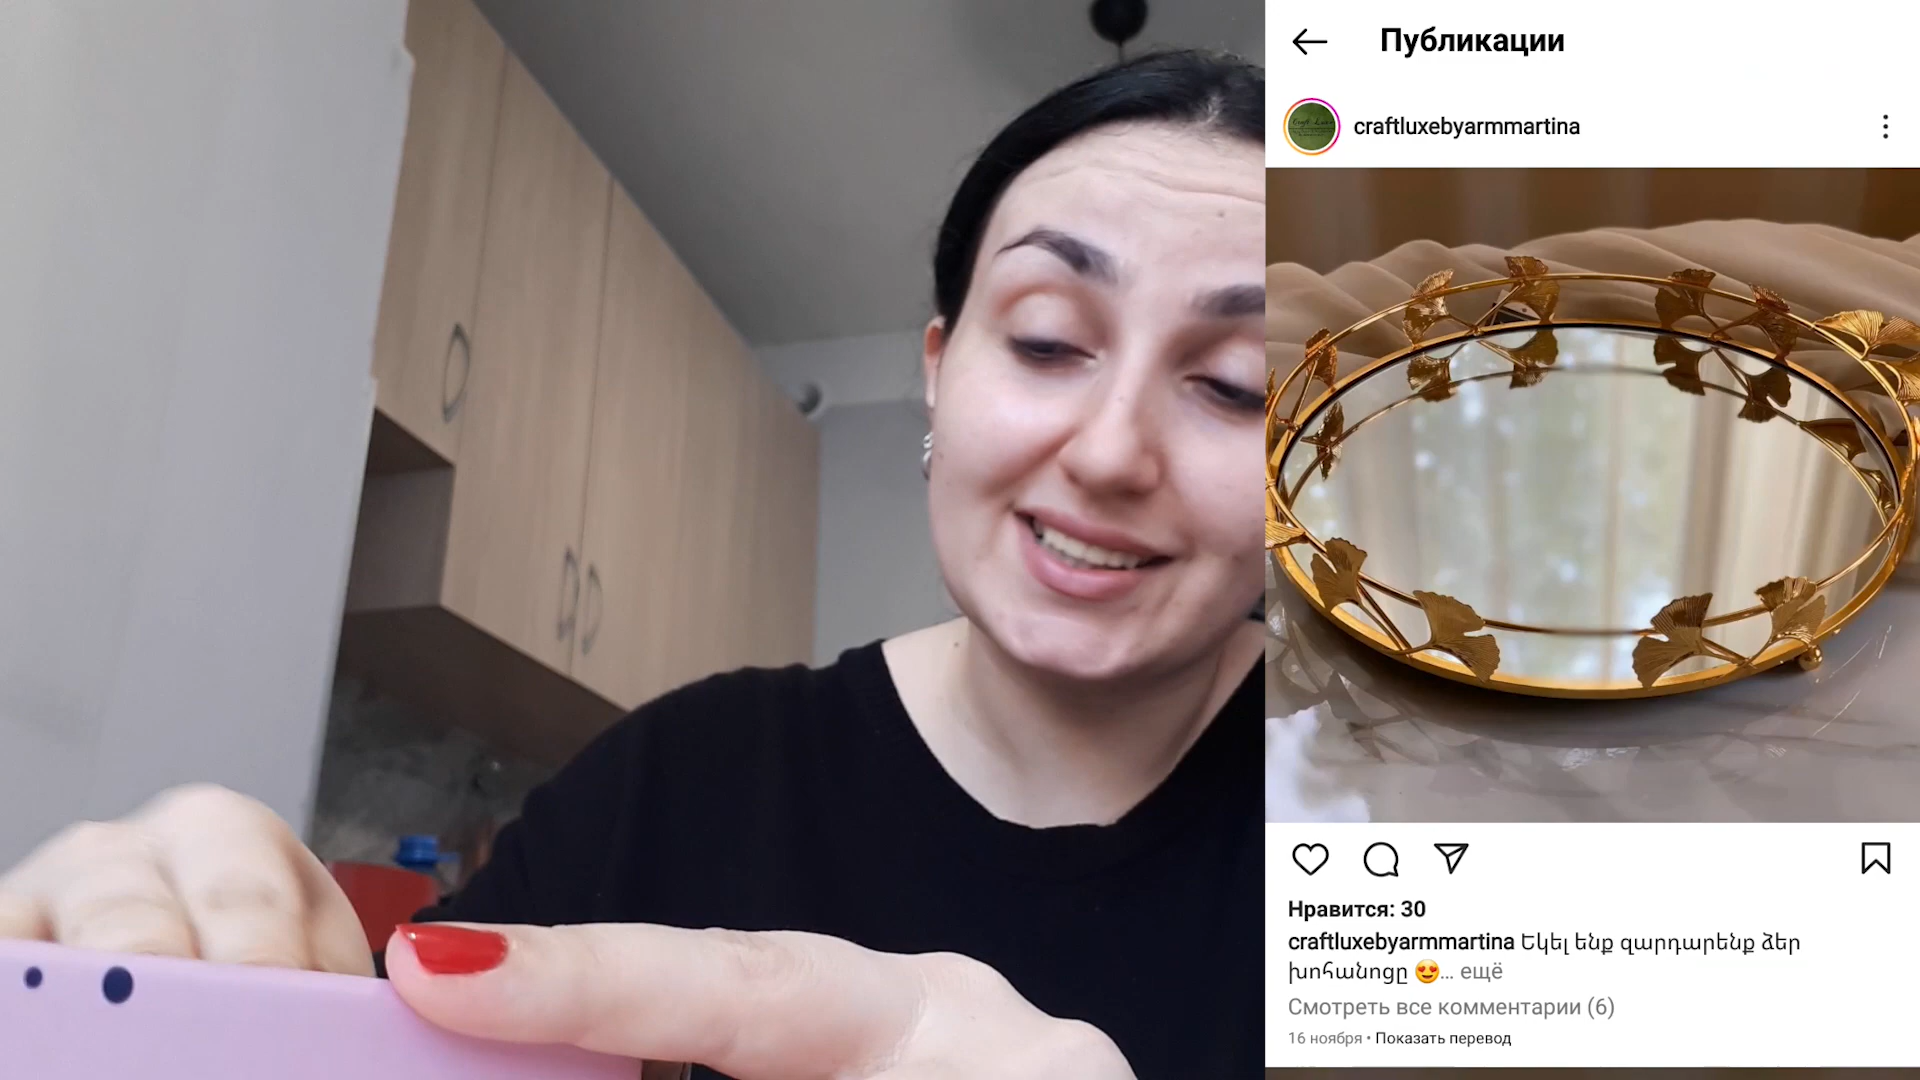 Публикации
craftluxebyarmmartina
Нравится: 30
craftluxebyarmmartina Եկել ենք զարդարենք ձեր
խոհանոցը 😍... ещё
Смотреть все комментарии (6)
16 ноября • Показать перевод